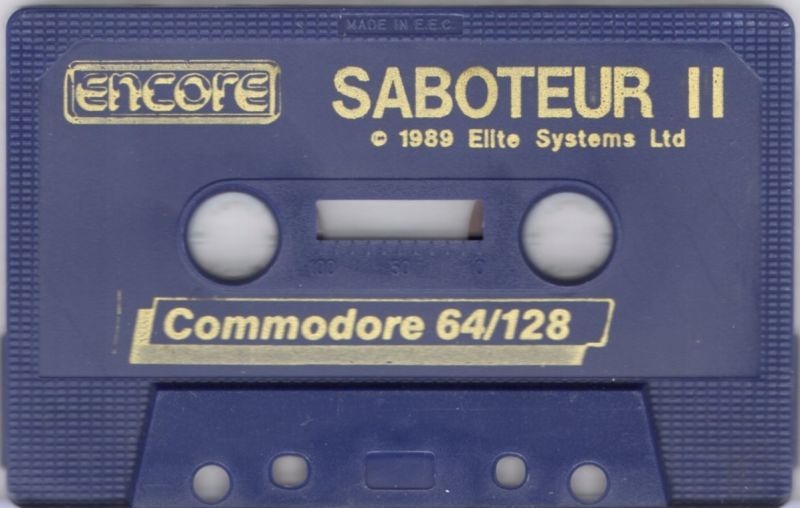 MADE IN E.E.C.
encore
SABOTEUR II
© 1989 Elite Systems Ltd
100 50 0
Commodore 64/128